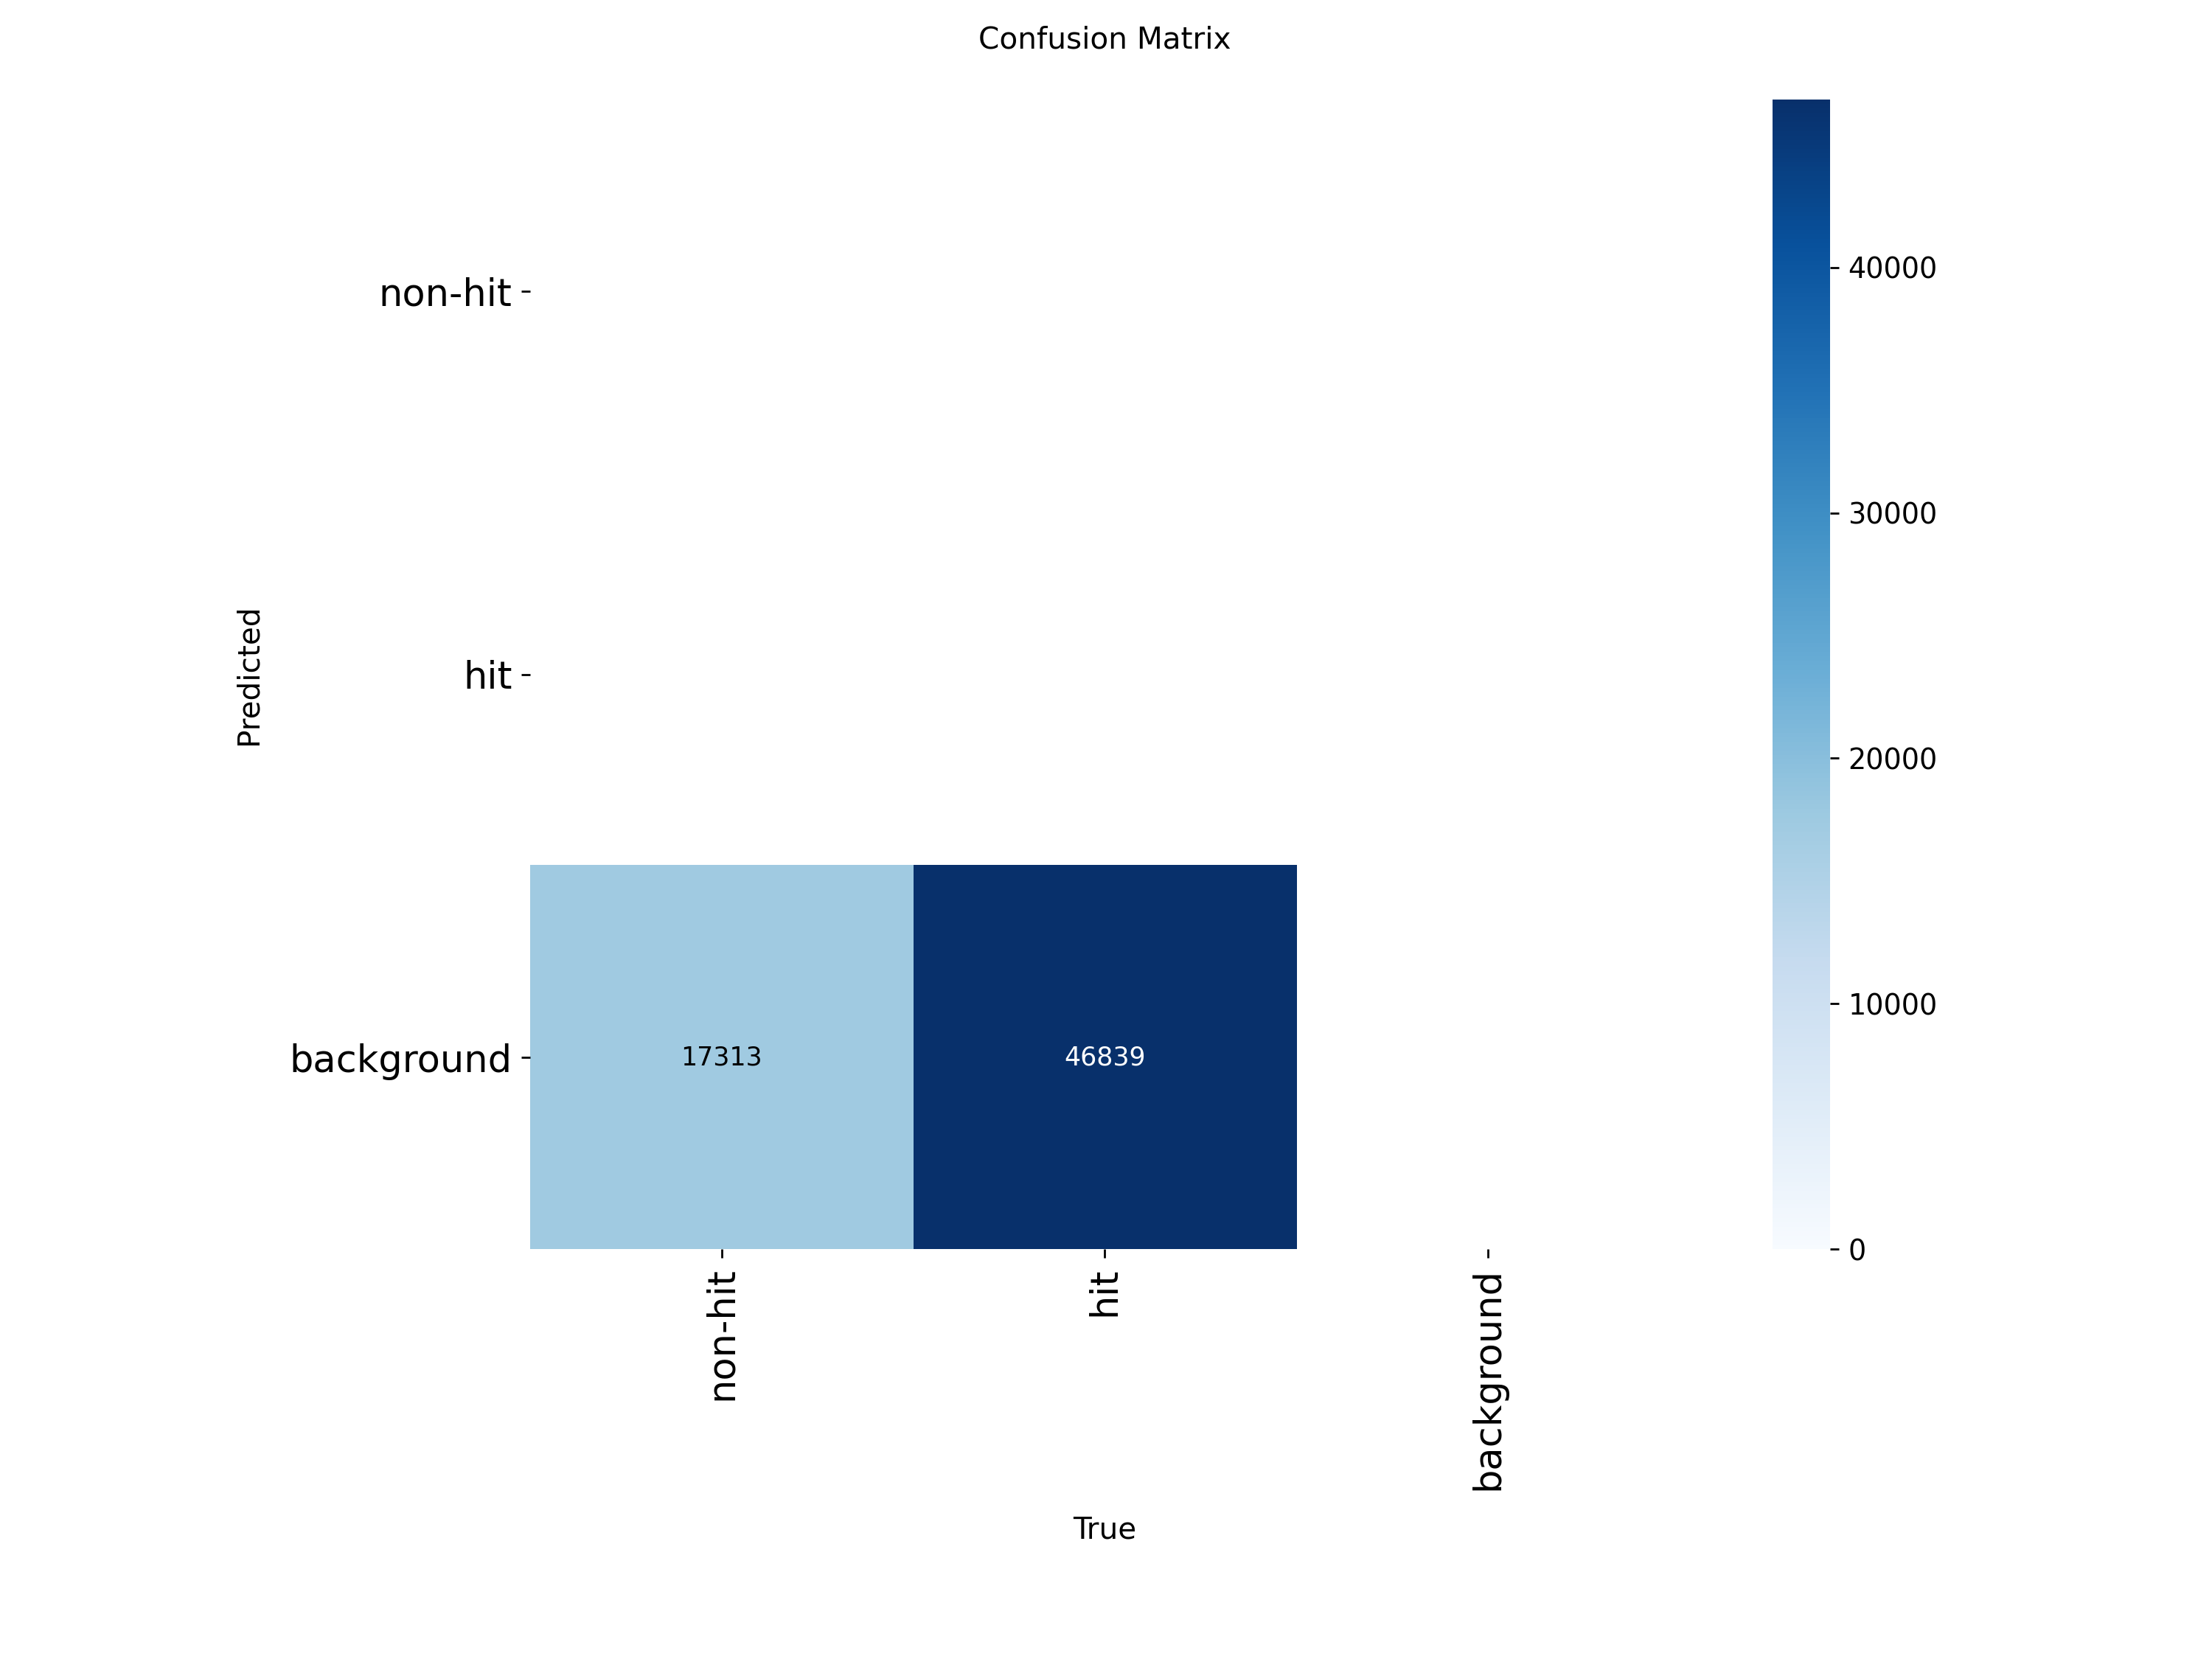 Confusion Matrix
non-hit
hit
background
Predicted
17313
46839
non-hit
hit
background
True
40000
30000
20000
10000
0